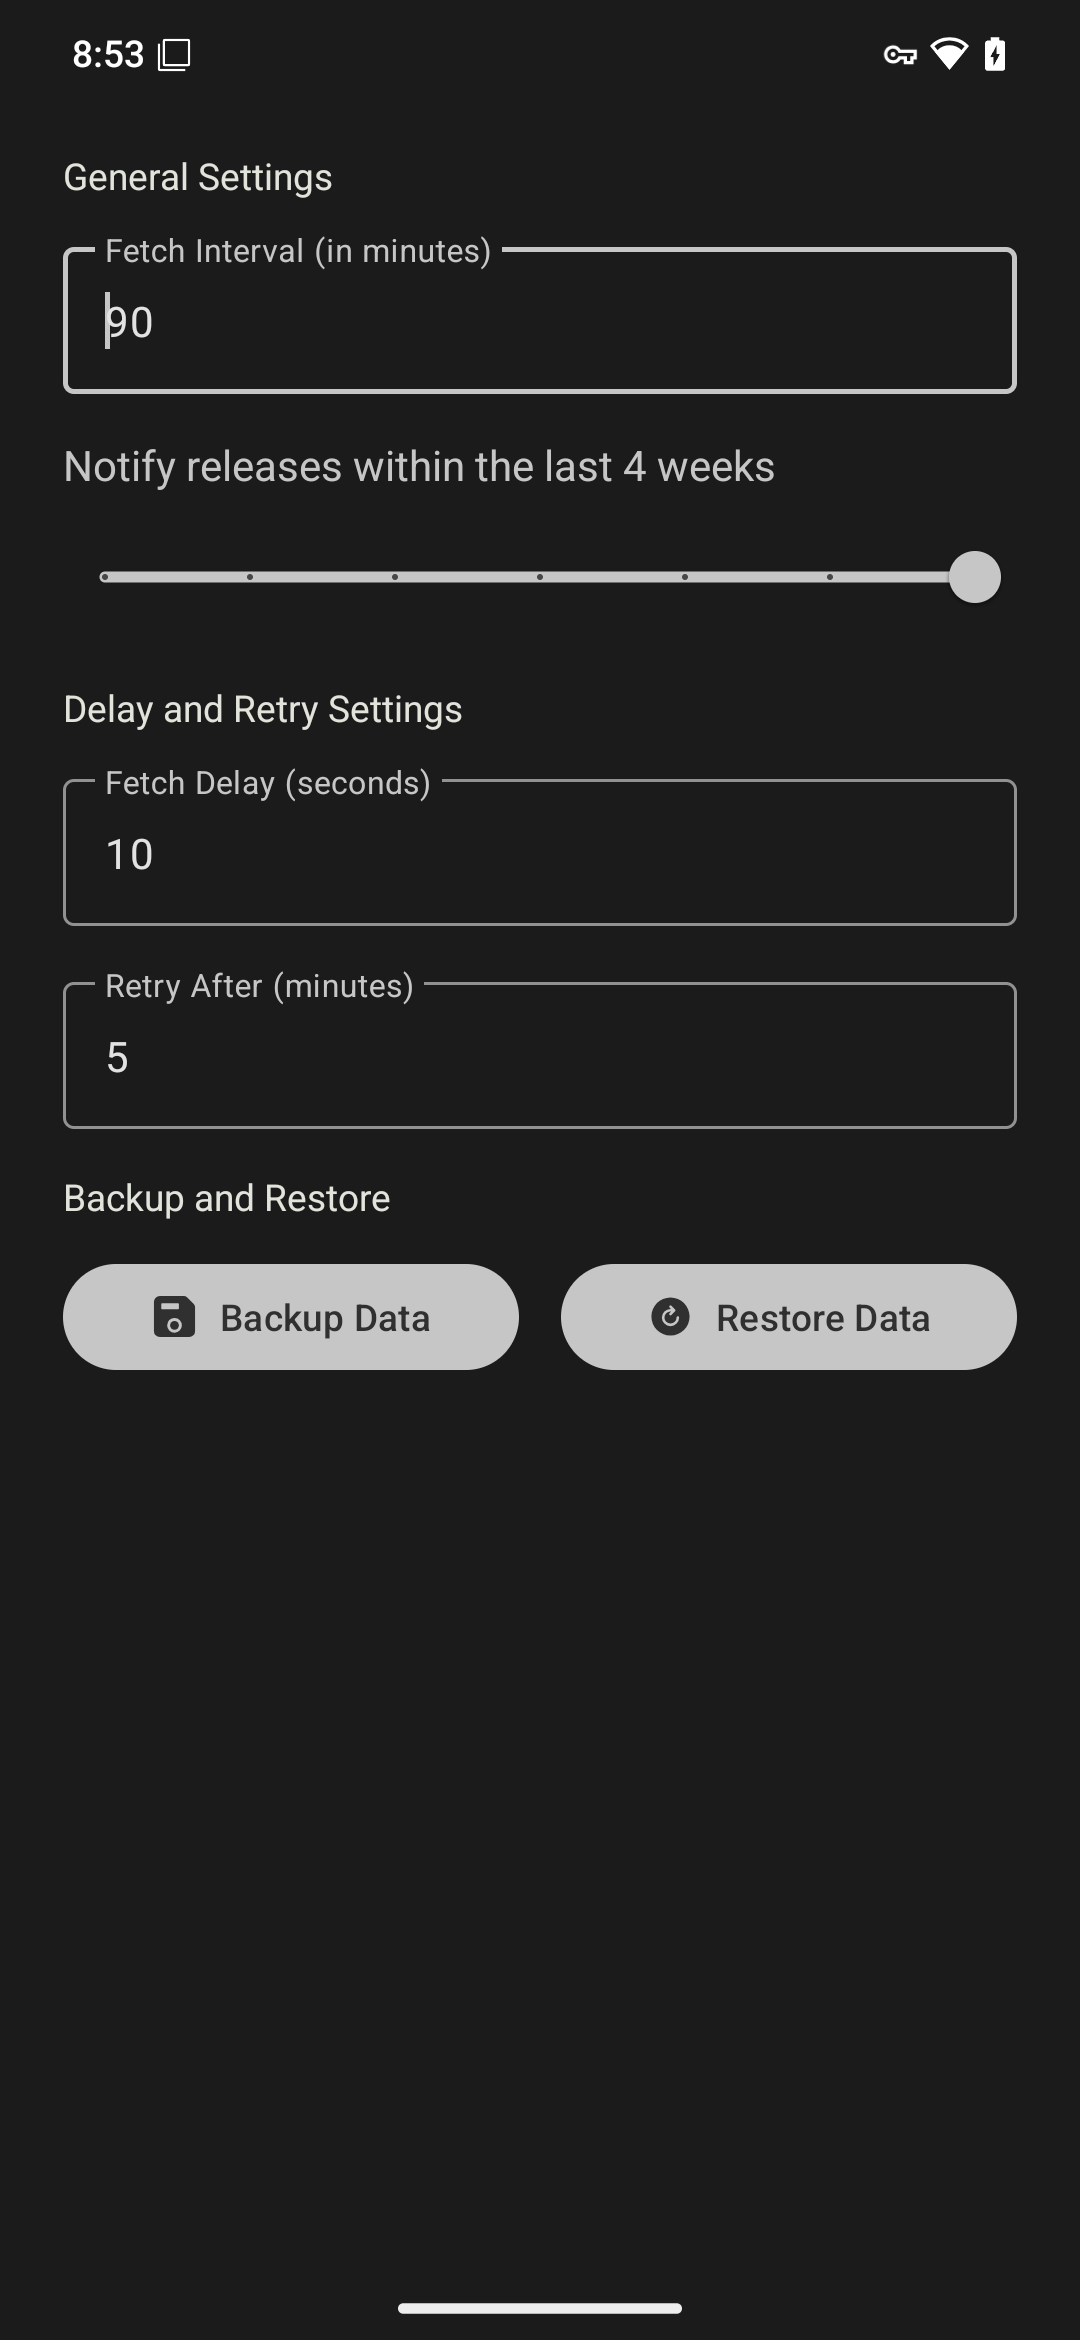 8:53
General Settings
Fetch Interval (in minutes)
90
Notify releases within the last 4 weeks
Delay and Retry Settings
Fetch Delay (seconds)
10
Retry After (minutes)
5
Backup and Restore
Backup Data
Restore Data